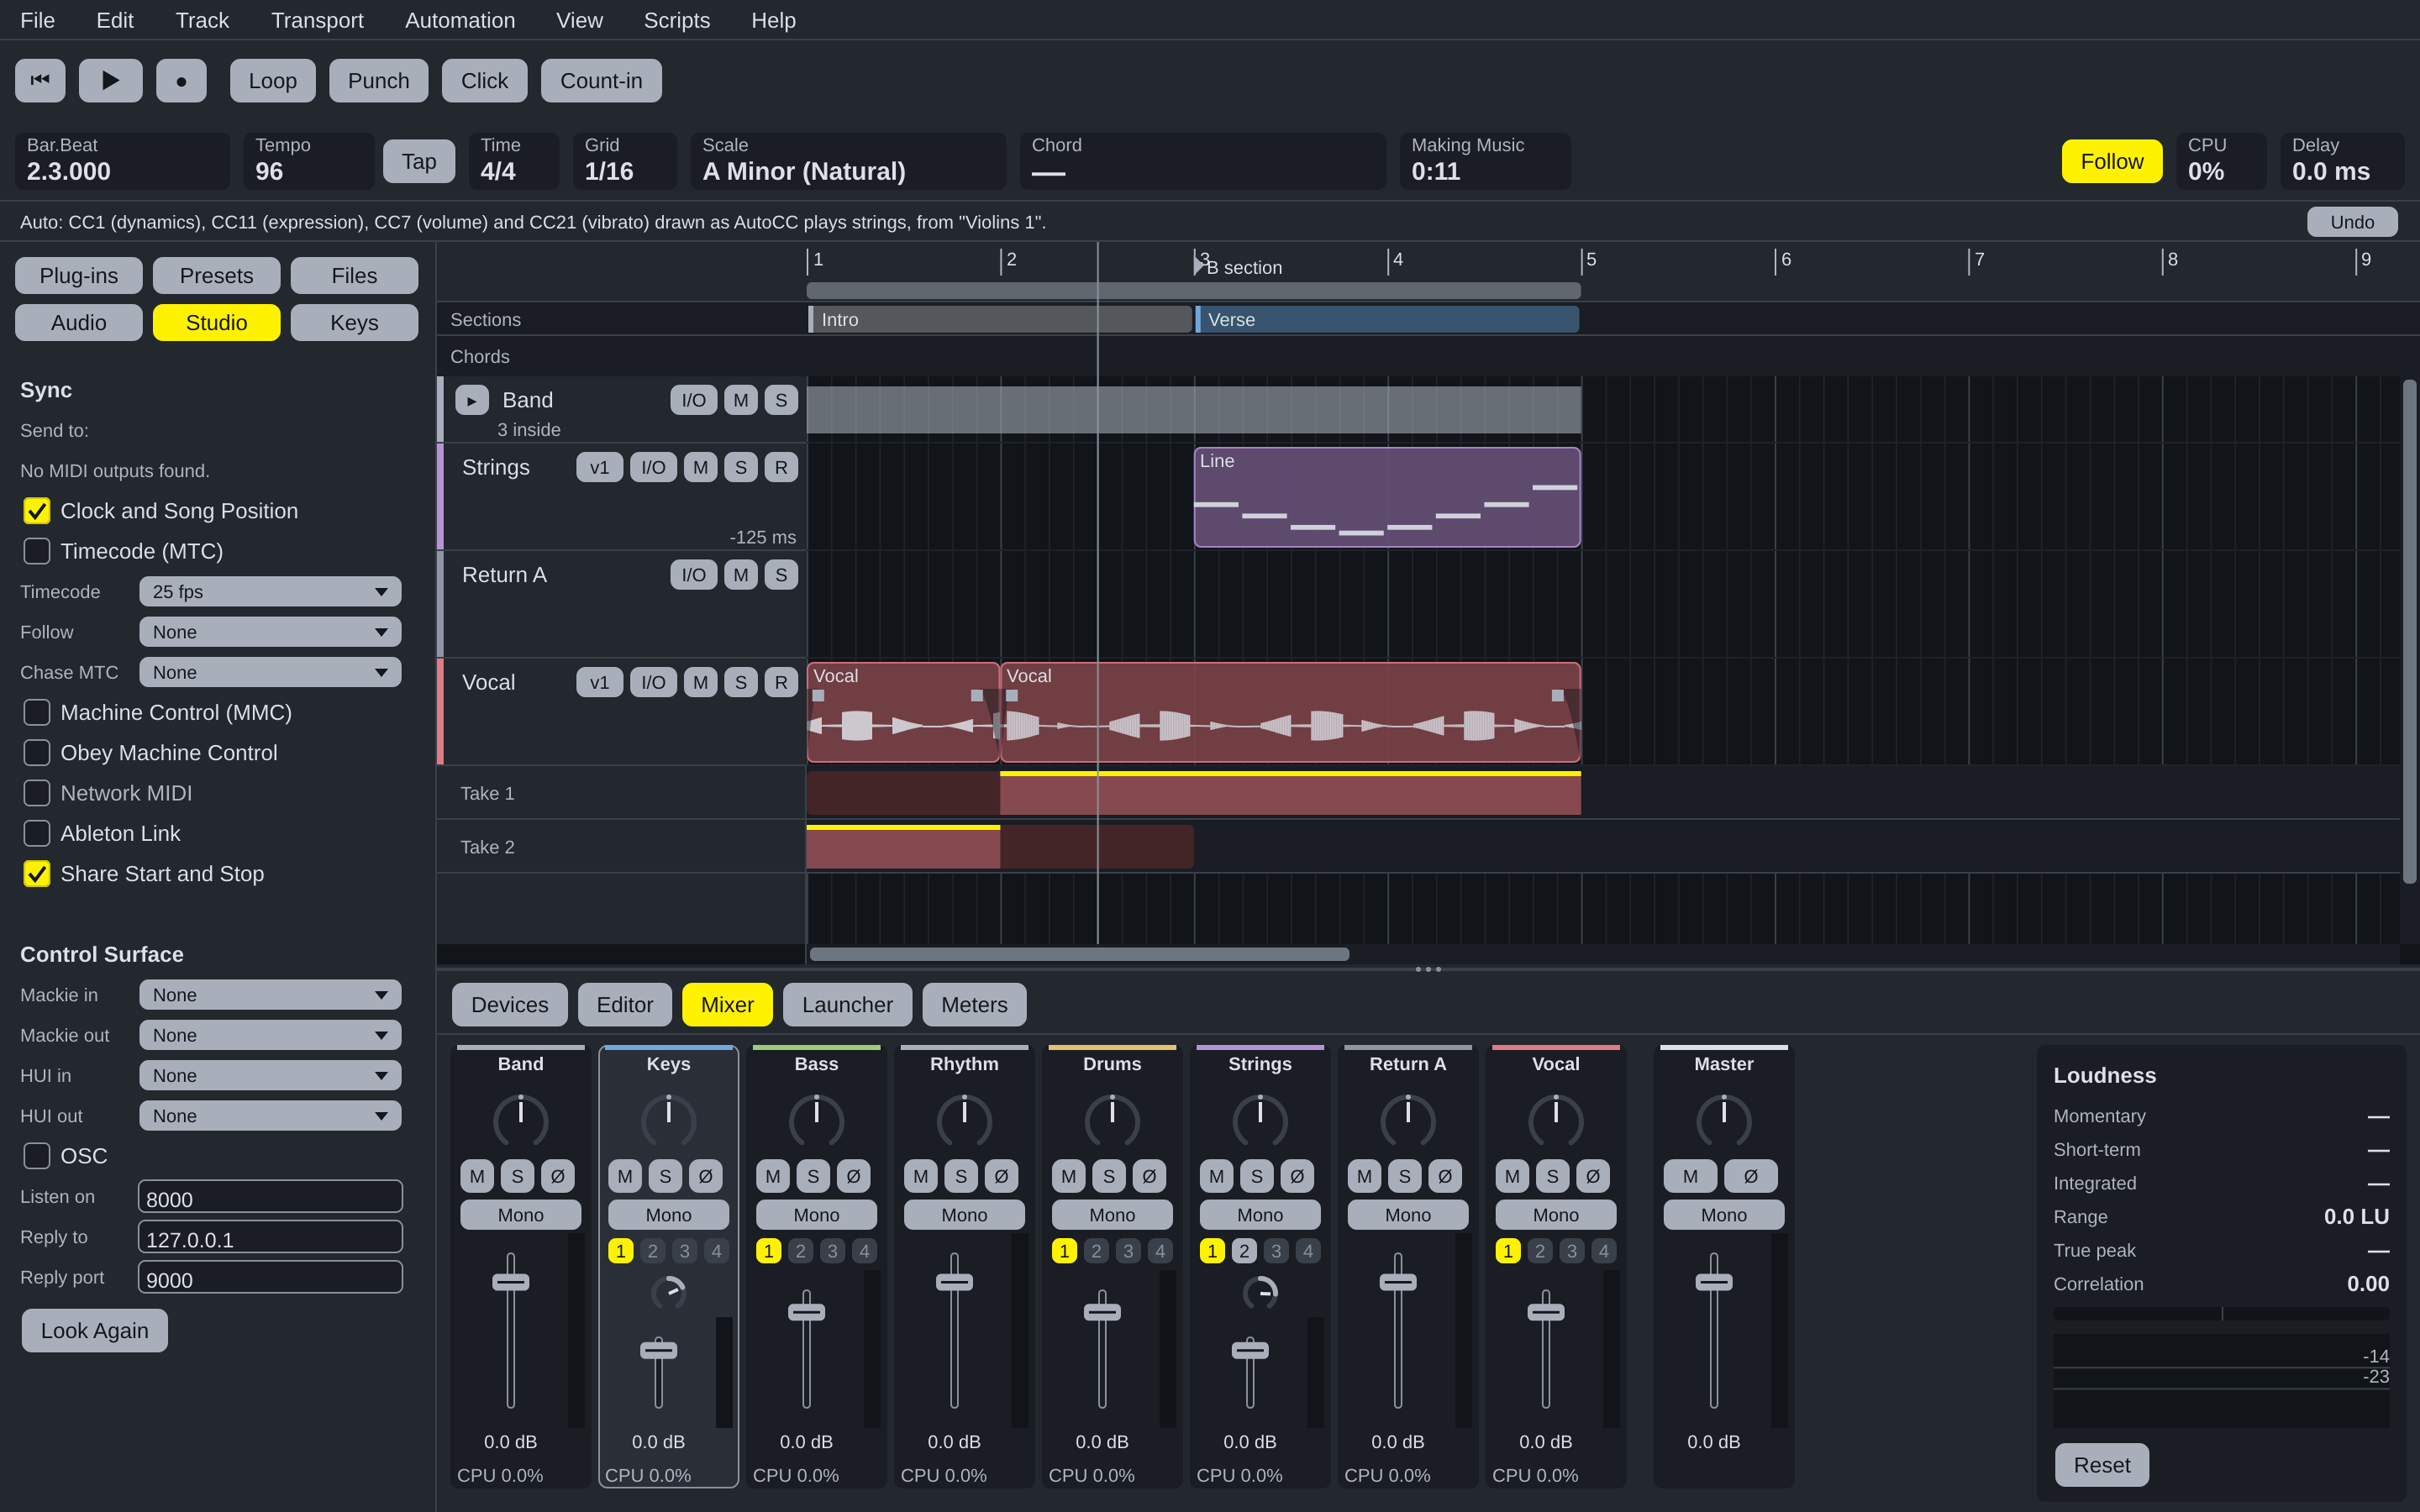 File Edit Track Transport Automation View Scripts Help
Loop Punch Click Count-in
Bar.Beat Tempo Time Grid Scale Chord Making Music CPU Delay
2.3.000 96 Tap 4/4 1/16 A Minor (Natural) — 0:11 Follow 0% 0.0 ms
Auto: CC1 (dynamics), CC11 (expression), CC7 (volume) and CC21 (vibrato) drawn as AutoCC plays strings, from "Violins 1". Undo
Plug-ins Presets Files
Audio Studio Keys
Sync
Send to:
No MIDI outputs found.
Clock and Song Position
Timecode (MTC)
Timecode 25 fps
Follow None
Chase MTC None
Machine Control (MMC)
Obey Machine Control
Network MIDI
Ableton Link
Share Start and Stop
Control Surface
Mackie in None
Mackie out None
HUI in None
HUI out None
OSC
Listen on 8000
Reply to 127.0.0.1
Reply port 9000
Look Again
1 2 3 4 5 6 7 8 9
B section
Sections Intro Verse
Chords
Band I/O M S
3 inside
Strings v1 I/O M S R Line
-125 ms
Return A I/O M S
Vocal v1 I/O M S R Vocal Vocal
Take 1
Take 2
Devices Editor Mixer Launcher Meters
Band Keys Bass Rhythm Drums Strings Return A Vocal Master
M S Ø M S Ø M S Ø M S Ø M S Ø M S Ø M S Ø M S Ø M Ø
Mono Mono Mono Mono Mono Mono Mono Mono Mono
1 2 3 4 1 2 3 4 1 2 3 4 1 2 3 4 1 2 3 4
0.0 dB 0.0 dB 0.0 dB 0.0 dB 0.0 dB 0.0 dB 0.0 dB 0.0 dB 0.0 dB
CPU 0.0% CPU 0.0% CPU 0.0% CPU 0.0% CPU 0.0% CPU 0.0% CPU 0.0% CPU 0.0%
Loudness
Momentary —
Short-term —
Integrated —
Range 0.0 LU
True peak —
Correlation 0.00
-14
-23
Reset